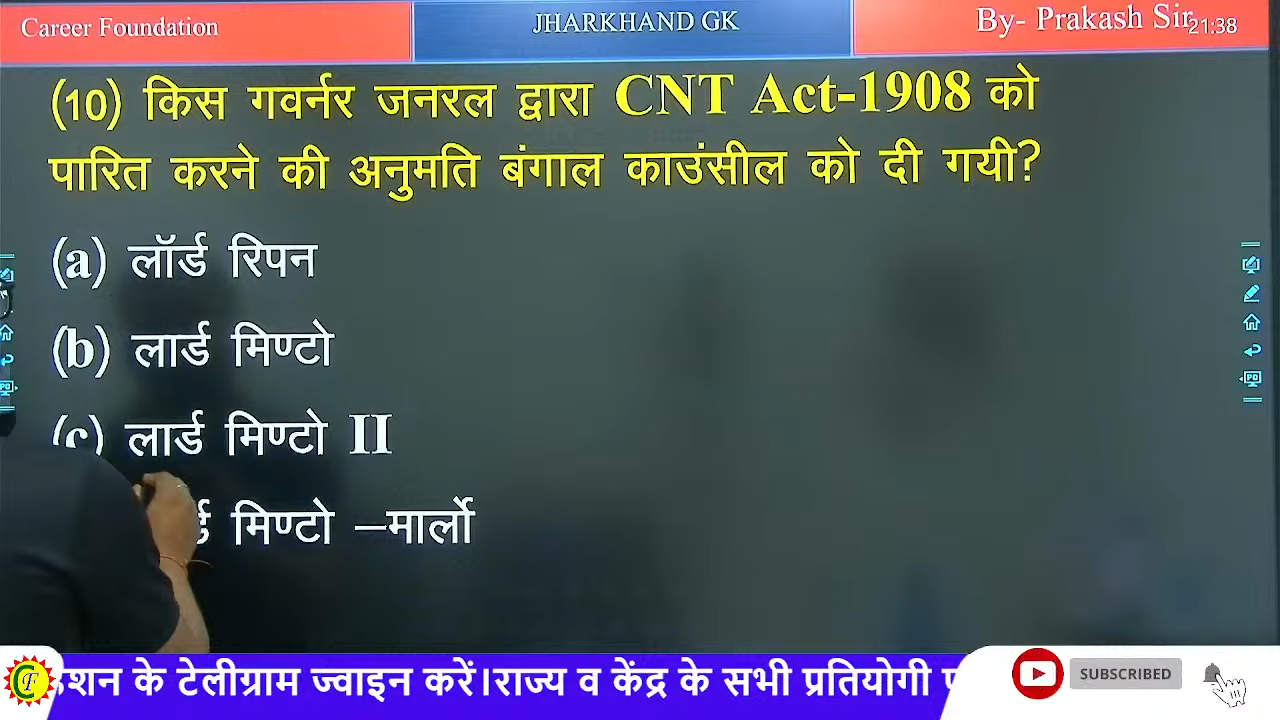 Career Foundation
JHARKHAND GK
By- Prakash Sir
21:38
(10) किस गवर्नर जनरल द्वारा CNT Act-1908 को
पारित करने की अनुमति बंगाल काउंसील को दी गयी?
(a) लॉर्ड रिपन
(b) लार्ड मिण्टो
(c) लार्ड मिण्टो II
मिण्टो –मार्लो
के टेलीग्राम ज्वाइन करें।राज्य व केंद्र के सभी प्रतियोगी
SUBSCRIBED